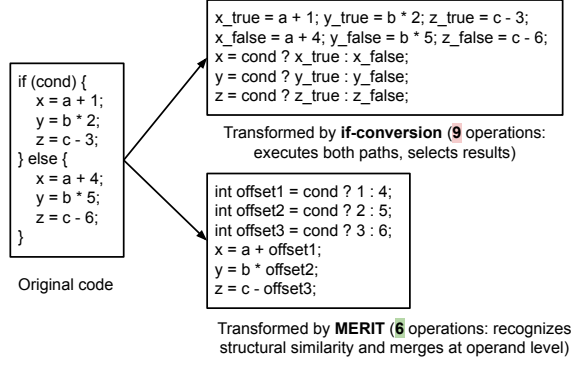 if (cond) {
x = a + 1;
y = b * 2;
z = c - 3;
} else {
x = a + 4;
y = b * 5;
z = c - 6;
}
Original code
x_true = a + 1; y_true = b * 2; z_true = c - 3;
x_false = a + 4; y_false = b * 5; z_false = c - 6;
x = cond ? x_true : x_false;
y = cond ? y_true : y_false;
z = cond ? z_true : z_false;
Transformed by if-conversion (9 operations:
executes both paths, selects results)
int offset1 = cond ? 1 : 4;
int offset2 = cond ? 2 : 5;
int offset3 = cond ? 3 : 6;
x = a + offset1;
y = b * offset2;
z = c - offset3;
Transformed by MERIT (6 operations: recognizes
structural similarity and merges at operand level)